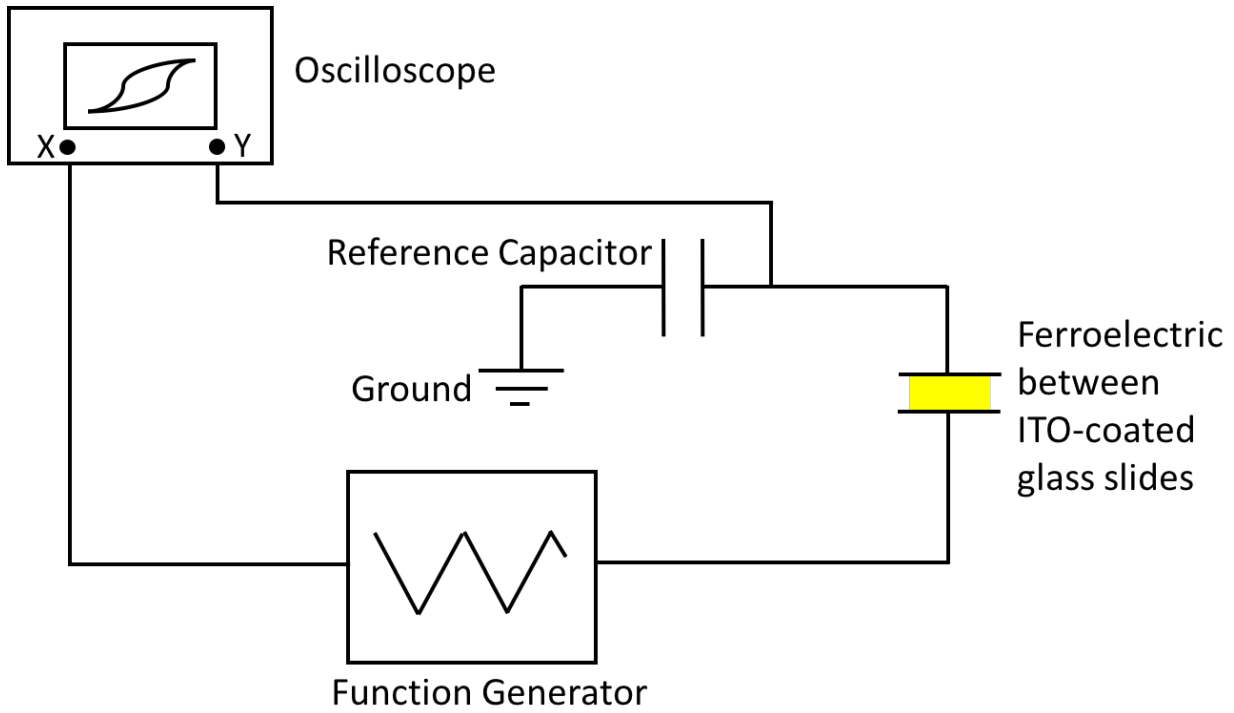 Oscilloscope
X
Y
Reference Capacitor
Ground
Ferroelectric
between
ITO-coated
glass slides
Function Generator